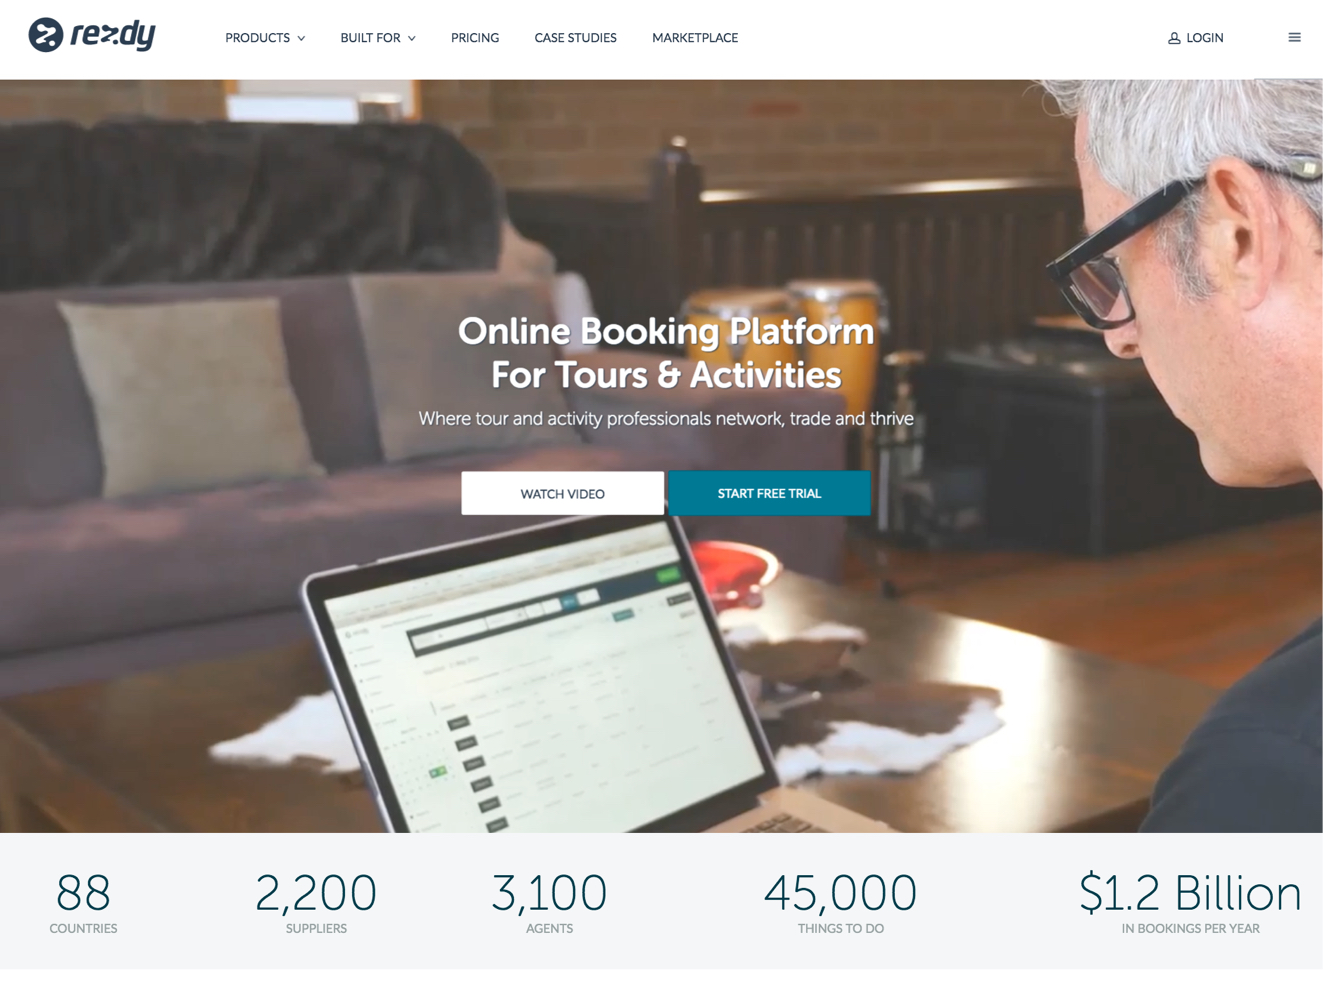 rezdy
PRODUCTS
BUILT FOR
PRICING
CASE STUDIES
MARKETPLACE
LOGIN
Online Booking Platform
For Tours & Activities
Where tour and activity professionals network, trade and thrive
WATCH VIDEO
START FREE TRIAL
88
COUNTRIES
2,200
SUPPLIERS
3,100
AGENTS
45,000
THINGS TO DO
$1.2 Billion
IN BOOKINGS PER YEAR